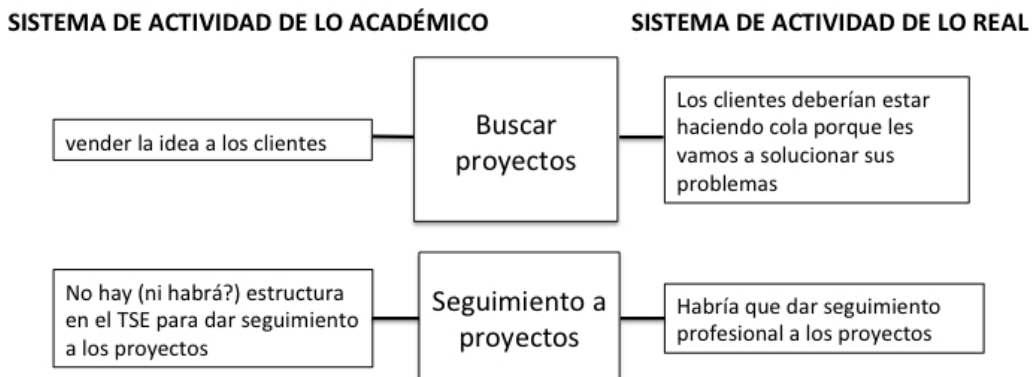 SISTEMA DE ACTIVIDAD DE LO ACADÉMICO
SISTEMA DE ACTIVIDAD DE LO REAL
vender la idea a los clientes
Buscar
proyectos
Los clientes deberían estar
haciendo cola porque les
vamos a solucionar sus
problemas
No hay (ni habrá?) estructura
en el TSE para dar seguimiento
a los proyectos
Seguimiento a
proyectos
Habría que dar seguimiento
profesional a los proyectos